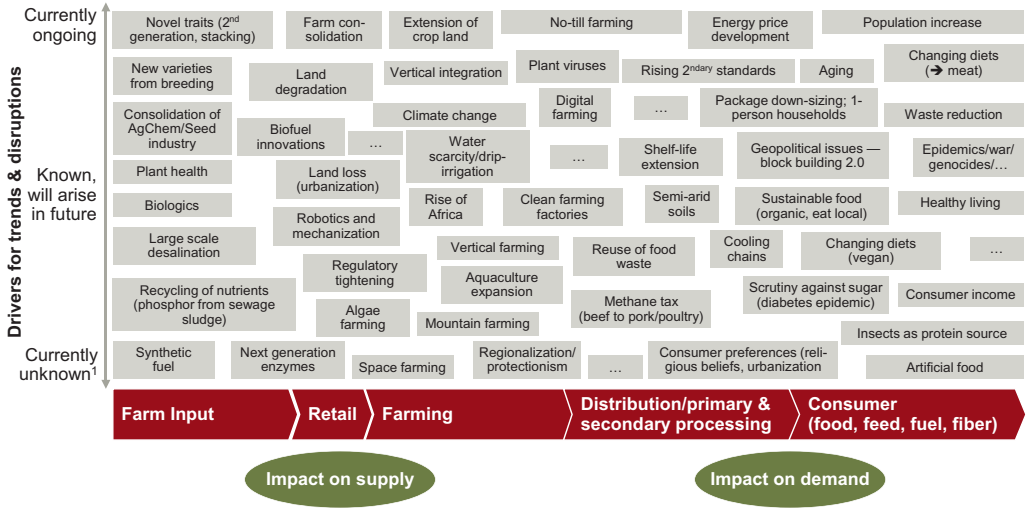 Currently
ongoing
Novel traits (2nd
generation, stacking)
Farm con-
solidation
Extension of
crop land
No-till farming
Energy price
development
Population increase
New varieties
from breeding
Land
degradation
Vertical integration
Plant viruses
Rising 2ndary standards
Aging
Changing diets
(➔ meat)
Consolidation of
AgChem/Seed
industry
Biofuel
innovations
...
Climate change
Digital
farming
...
Package down-sizing; 1-
person households
Waste reduction
Drivers for trends & disruptions
Known,
will arise
in future
Plant health
Land loss
(urbanization)
Water
scarcity/drip-
irrigation
...
Shelf-life
extension
Geopolitical issues —
block building 2.0
Epidemics/war/
genocides/...
Biologics
Robotics and
mechanization
Rise of
Africa
Clean farming
factories
Semi-arid
soils
Sustainable food
(organic, eat local)
Healthy living
Large scale
desalination
Regulatory
tightening
Vertical farming
Reuse of food
waste
Cooling
chains
Changing diets
(vegan)
...
Recycling of nutrients
(phosphor from sewage
sludge)
Algae
farming
Aquaculture
expansion
Mountain farming
Methane tax
(beef to pork/poultry)
Scrutiny against sugar
(diabetes epidemic)
Consumer income
Insects as protein source
Currently
unknown1
Synthetic
fuel
Next generation
enzymes
Space farming
Regionalization/
protectionism
...
Consumer preferences (reli-
gious beliefs, urbanization
Artificial food
Farm Input
Retail
Farming
Distribution/primary &
secondary processing
Consumer
(food, feed, fuel, fiber)
Impact on supply
Impact on demand